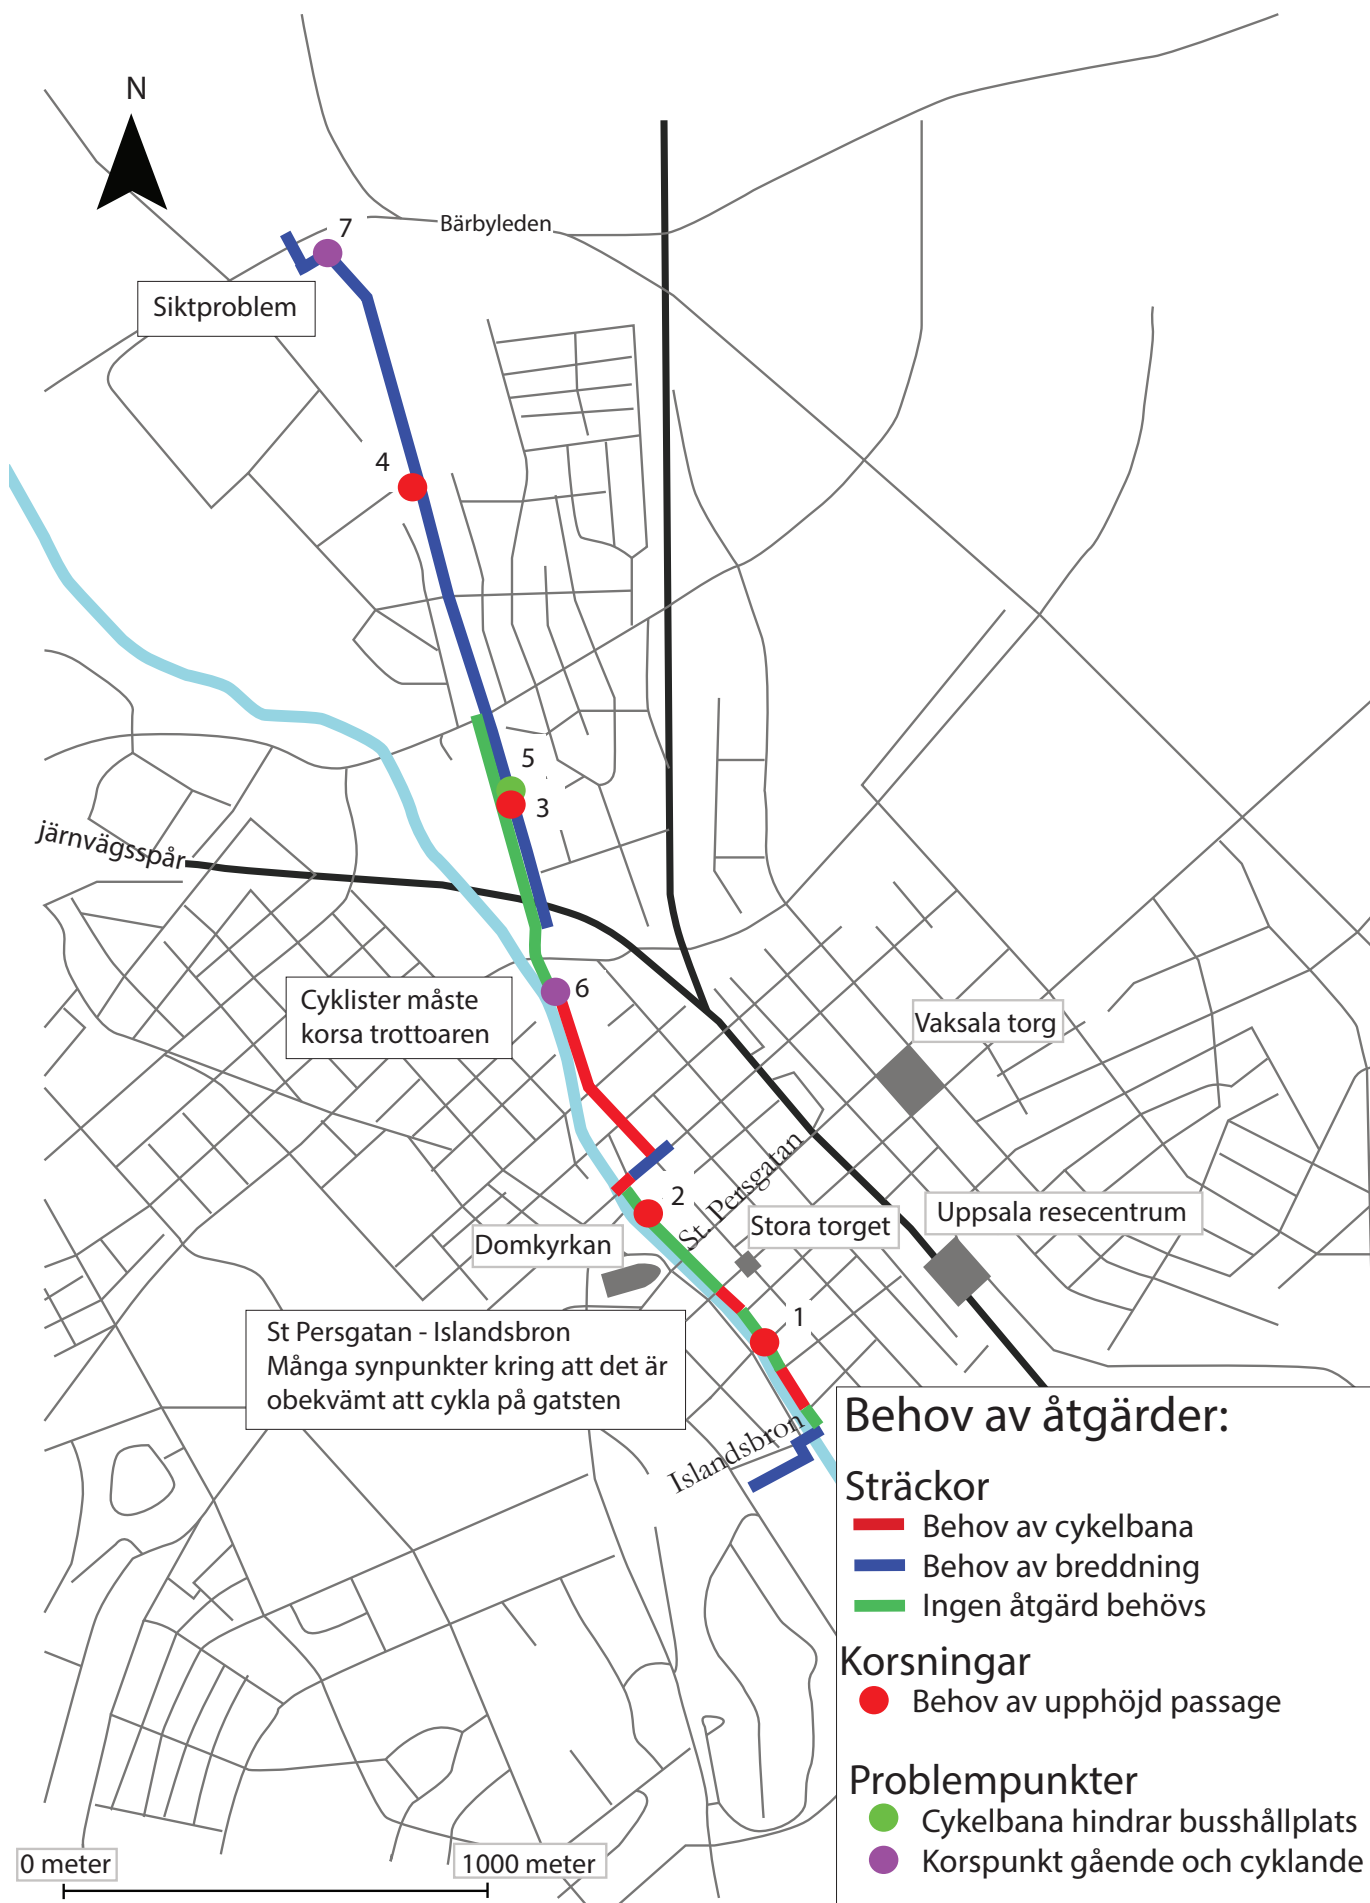 N
7
Bärbyleden
Siktproblem
4
5
3
järnvägsspår
Cyklister måste
korsa trottoaren
6
Vaksala torg
2
St. Persgatan
Uppsala resecentrum
Stora torget
Domkyrkan
1
St Persgatan - Islandsbron
Många synpunkter kring att det är
obekvämt att cykla på gatsten
Islandsbron
Behov av åtgärder:
Sträckor
Behov av cykelbana
Behov av breddning
Ingen åtgärd behövs
Korsningar
Behov av upphöjd passage
Problempunkter
Cykelbana hindrar busshållplats
Korspunkt gående och cyklande
0 meter
1000 meter